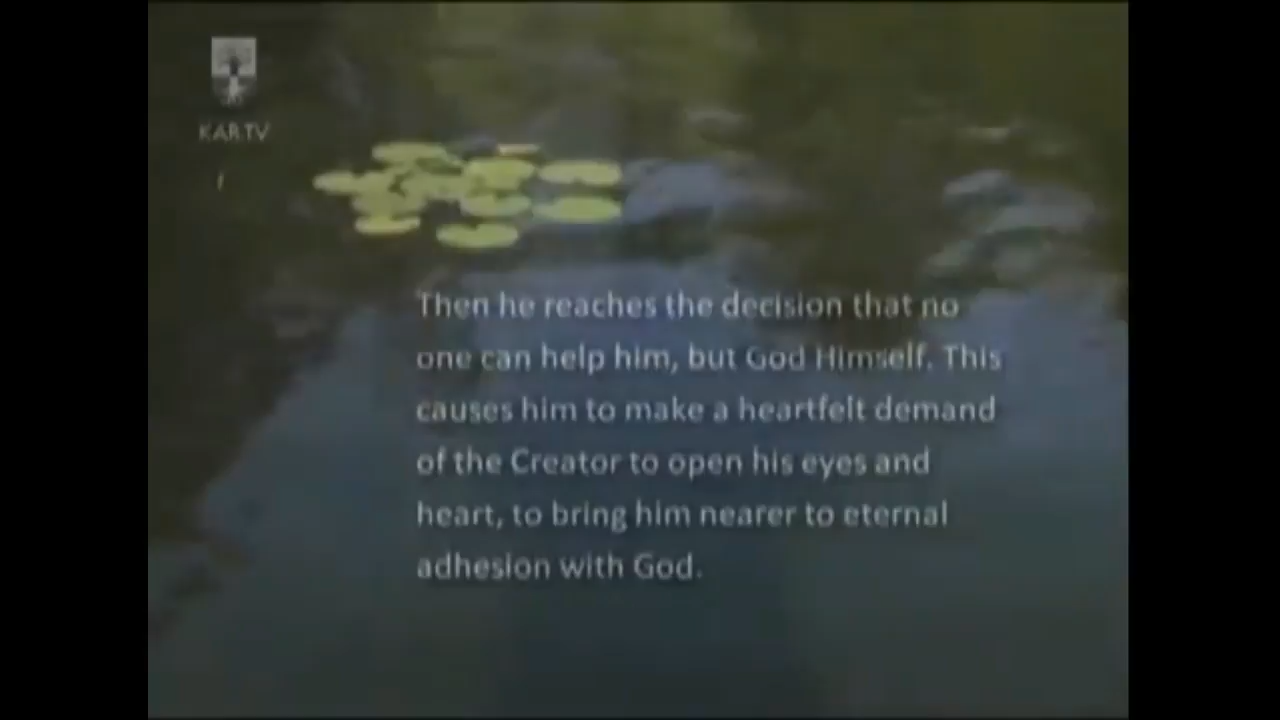 KAB.TV
Then he reaches the decision that no
one can help him, but God Himself. This
causes him to make a heartfelt demand
of the Creator to open his eyes and
heart, to bring him nearer to eternal
adhesion with God.